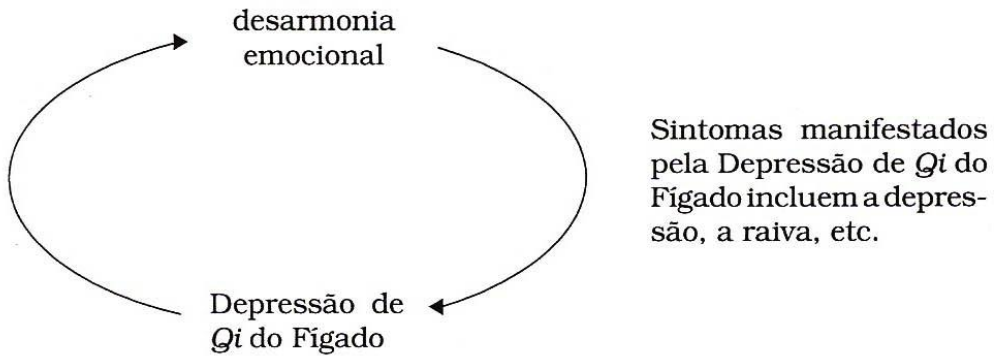 desarmonia
emocional
Sintomas manifestados
pela Depressão de Qi do
Fígado incluem a depres-
são, a raiva, etc.
Depressão de
Qi do Fígado